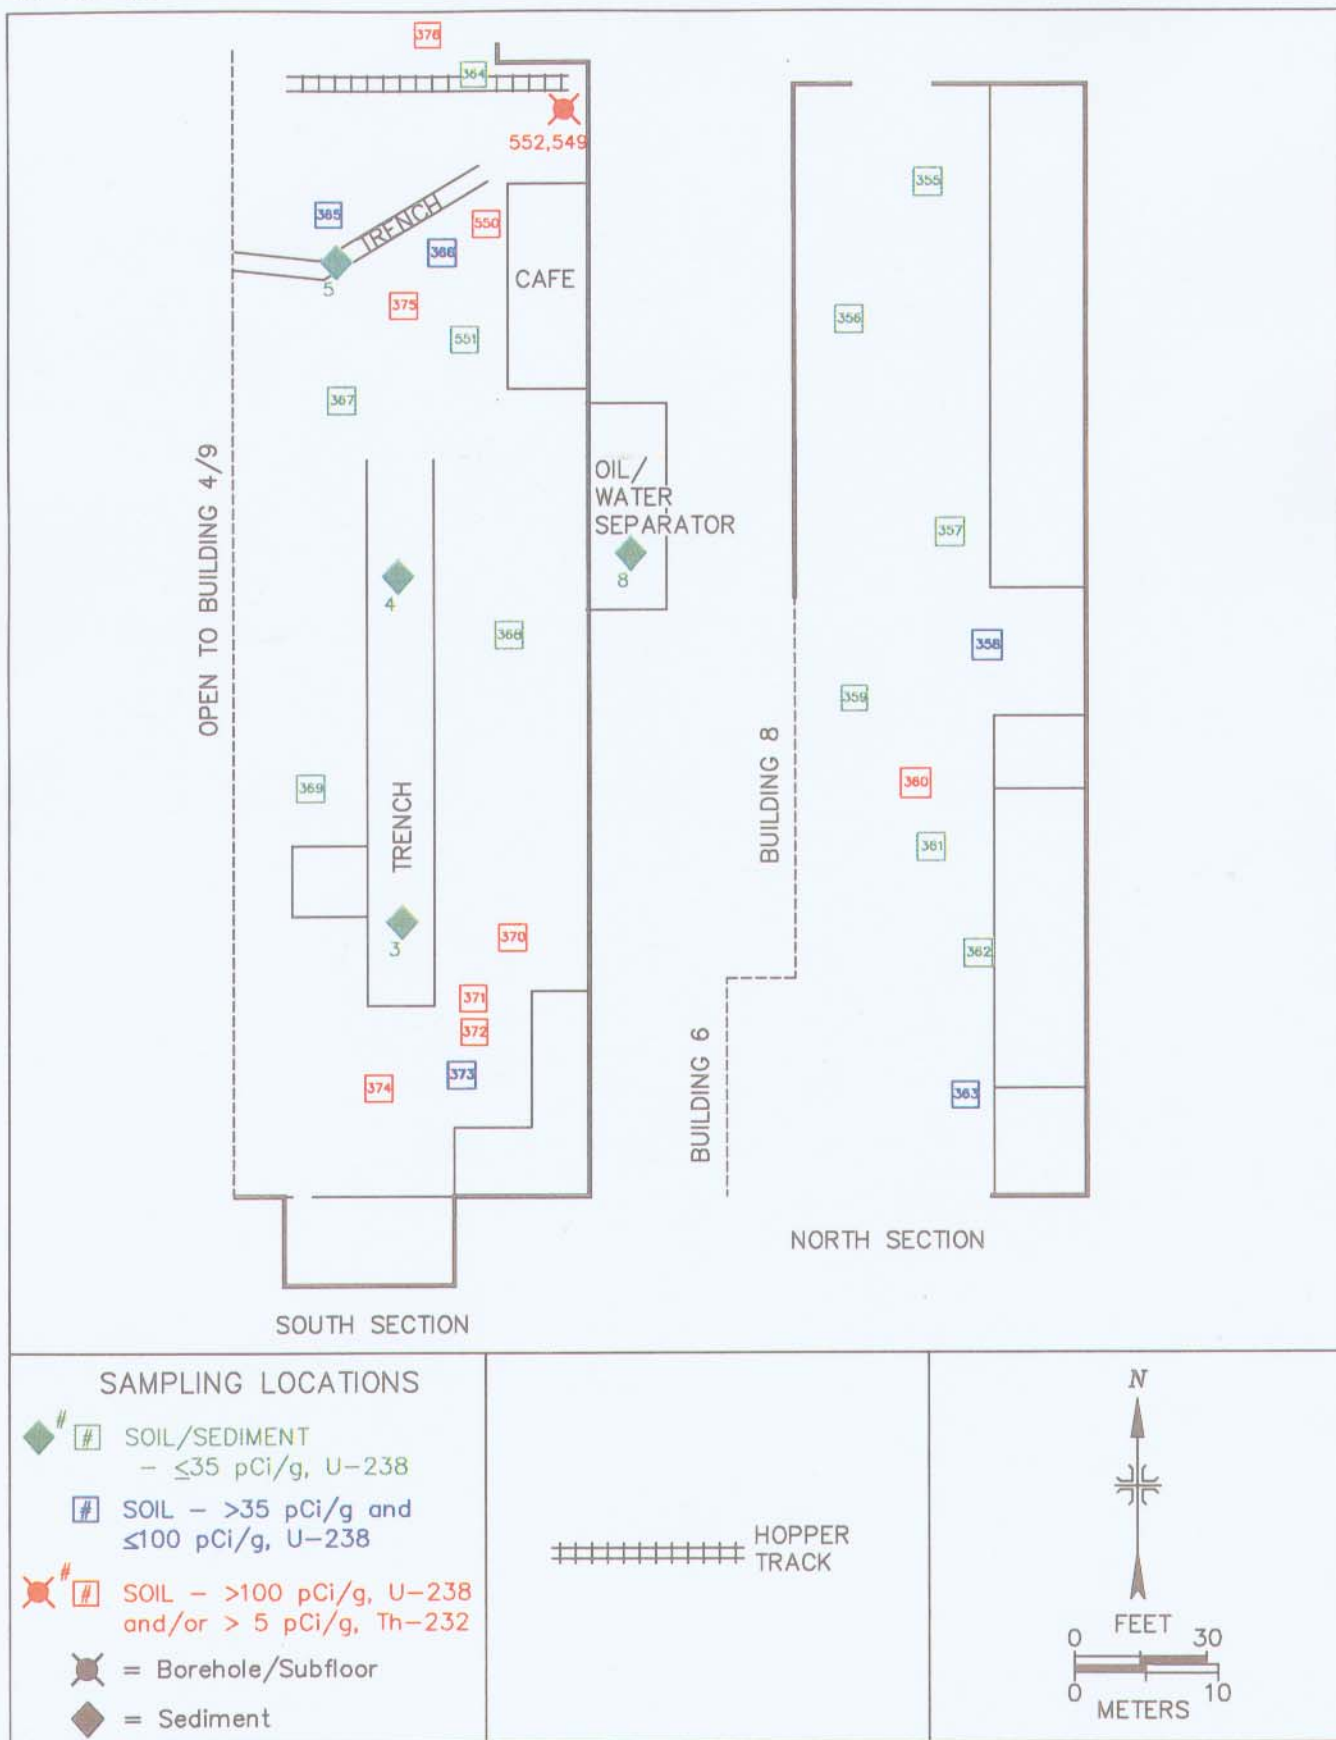 376
364
552,549
355
365
TRENCH
550
366
5
CAFE
375
356
551
367
OPEN TO BUILDING 4/9
OIL/
WATER
SEPARATOR
357
8
4
368
358
359
BUILDING 8
360
369
TRENCH
361
3
370
362
371
372
373
374
BUILDING 6
363
NORTH SECTION
SOUTH SECTION
SAMPLING LOCATIONS
# # SOIL/SEDIMENT
– ≤35 pCi/g, U–238
# SOIL – >35 pCi/g and
≤100 pCi/g, U–238
# # SOIL – >100 pCi/g, U–238
and/or > 5 pCi/g, Th–232
= Borehole/Subfloor
= Sediment
HOPPER
TRACK
N
FEET
0 30
0 10
METERS